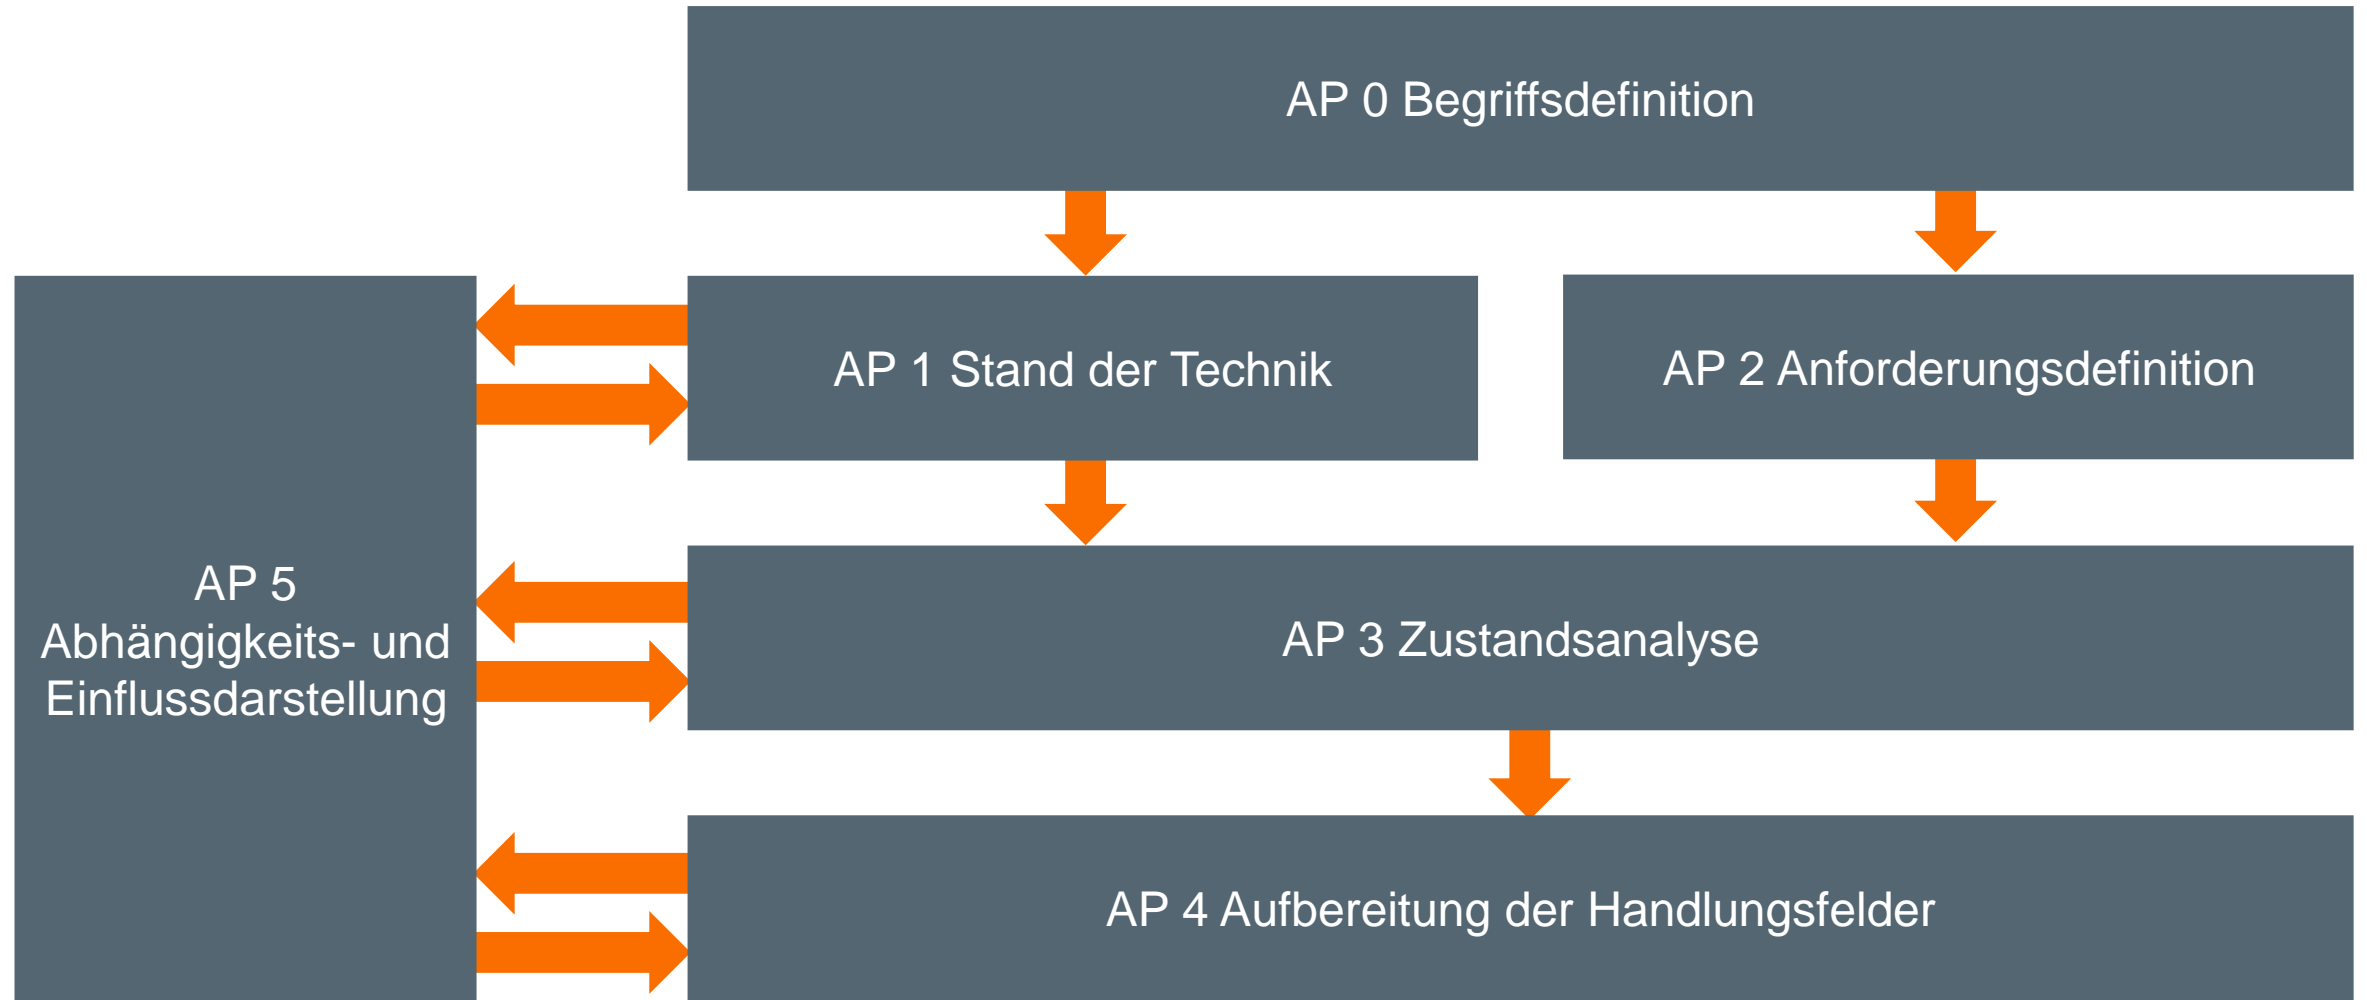 AP 0 Begriffsdefinition
AP 1 Stand der Technik
AP 2 Anforderungsdefinition
AP 5
Abhängigkeits- und
Einflussdarstellung
AP 3 Zustandsanalyse
AP 4 Aufbereitung der Handlungsfelder